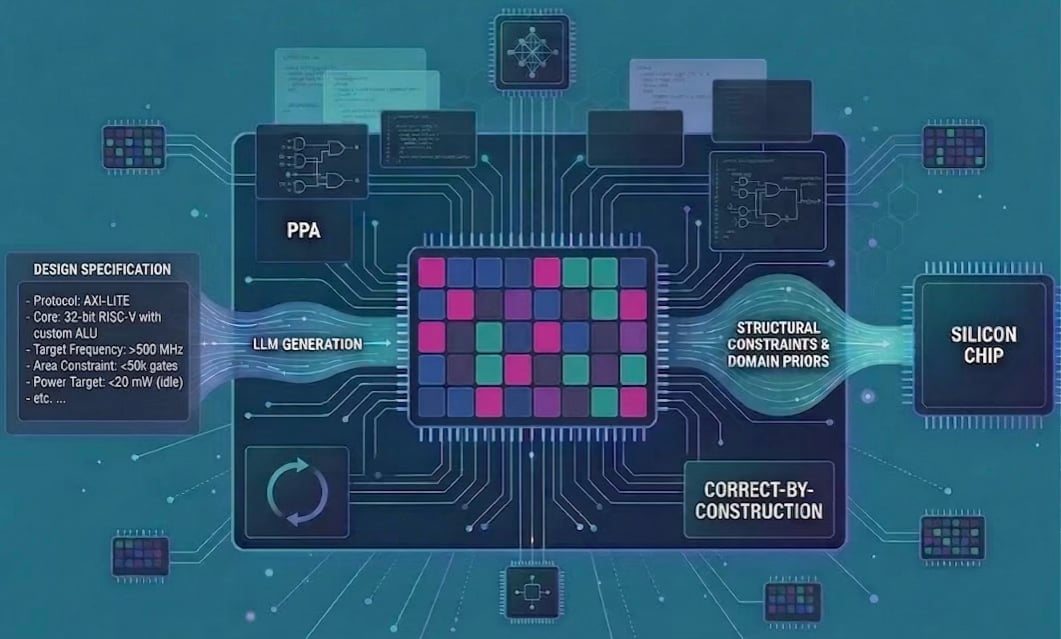 PPA
DESIGN SPECIFICATION
- Protocol: AXI-LITE
- Core: 32-bit RISC-V with
custom ALU
- Target Frequency: >500 MHz
- Area Constraint: <50k gates
- Power Target: <20 mW (idle)
- etc. ...
LLM GENERATION
STRUCTURAL
CONSTRAINTS &
DOMAIN PRIORS
SILICON
CHIP
CORRECT-BY-
CONSTRUCTION